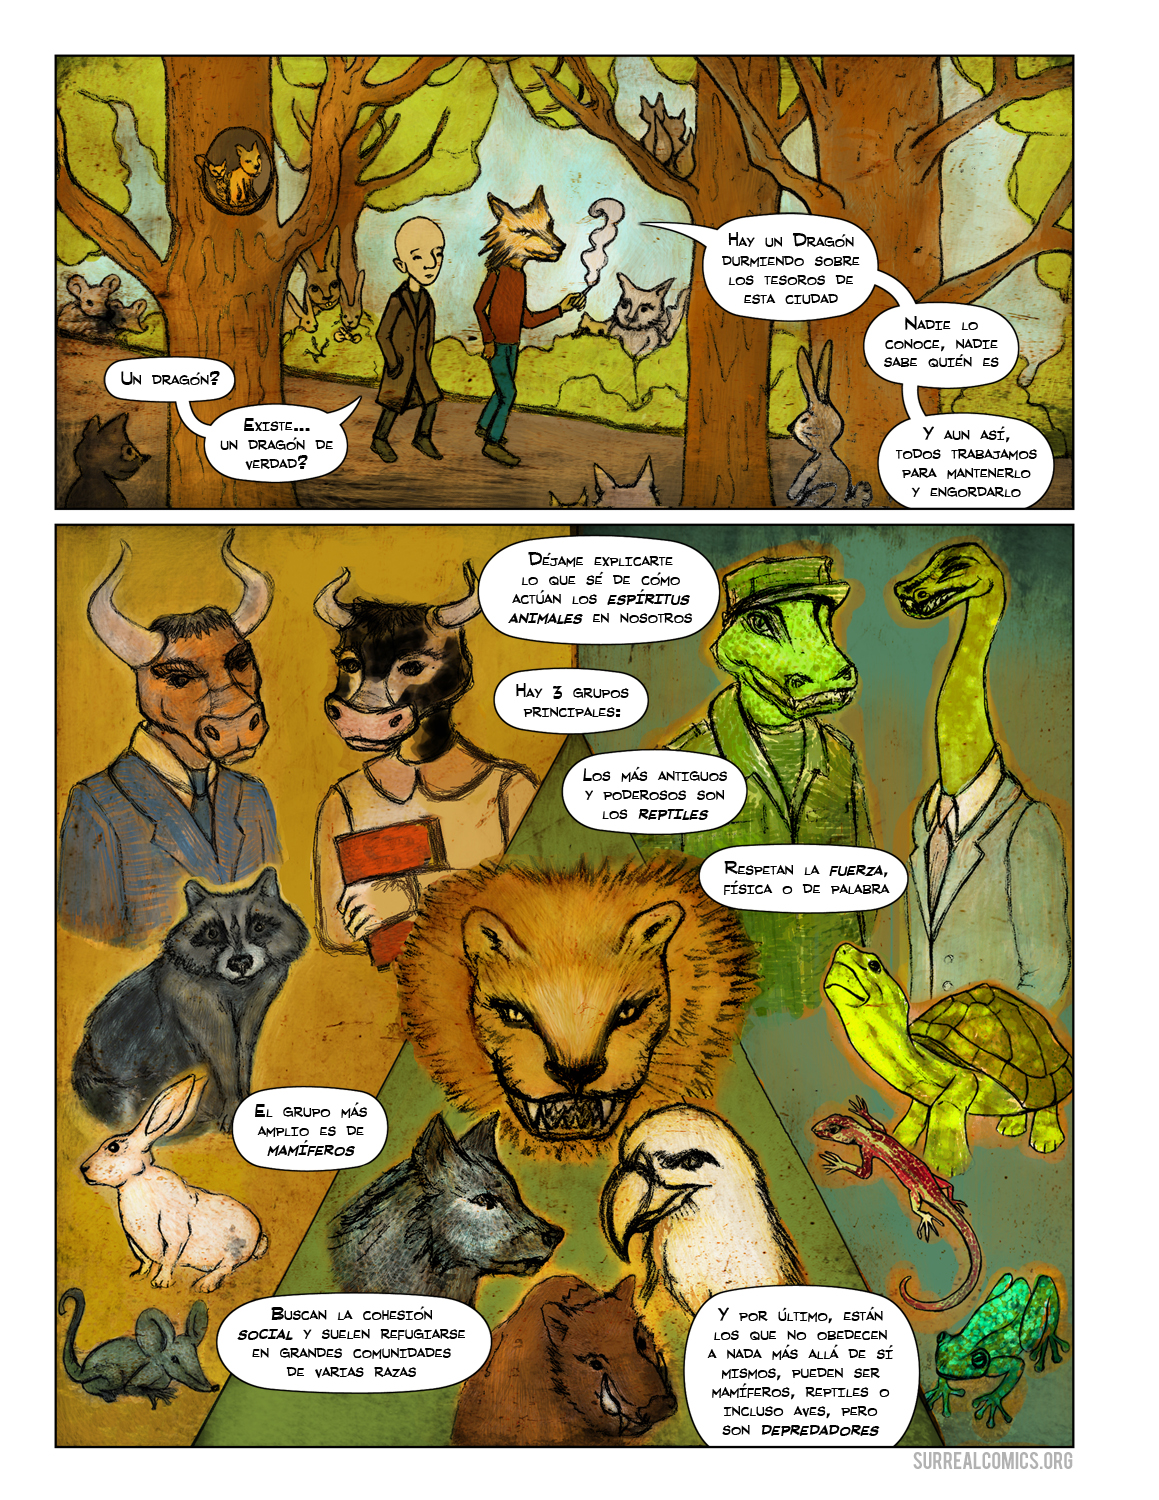 Un dragón?
Existe...
un dragón de
verdad?
Hay un Dragón
durmiendo sobre
los tesoros de
esta ciudad
Nadie lo
conoce, nadie
sabe quién es
Y aun así,
todos trabajamos
para mantenerlo
y engordarlo
Déjame explicarte
lo que sé de cómo
actúan los espíritus
animales en nosotros
Hay 3 grupos
principales:
Los más antiguos
y poderosos son
los reptiles
Respetan la fuerza,
física o de palabra
El grupo más
amplio es de
mamíferos
Buscan la cohesión
social y suelen refugiarse
en grandes comunidades
de varias razas
Y por último, están
los que no obedecen
a nada más allá de sí
mismos, pueden ser
mamíferos, reptiles o
incluso aves, pero
son depredadores
SURREALCOMICS.ORG